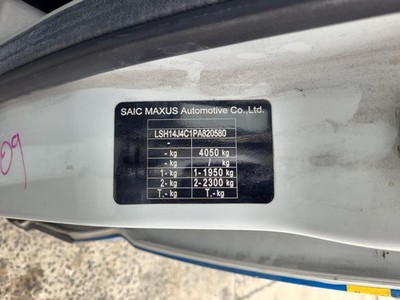 SAIC MAXUS Automotive Co.,Ltd.
LSH14J4C1PA820580
-
- kg 4050 kg
- kg / kg
1- kg 1- 1950 kg
2- kg 2- 2300 kg
T.- kg T.- kg
09